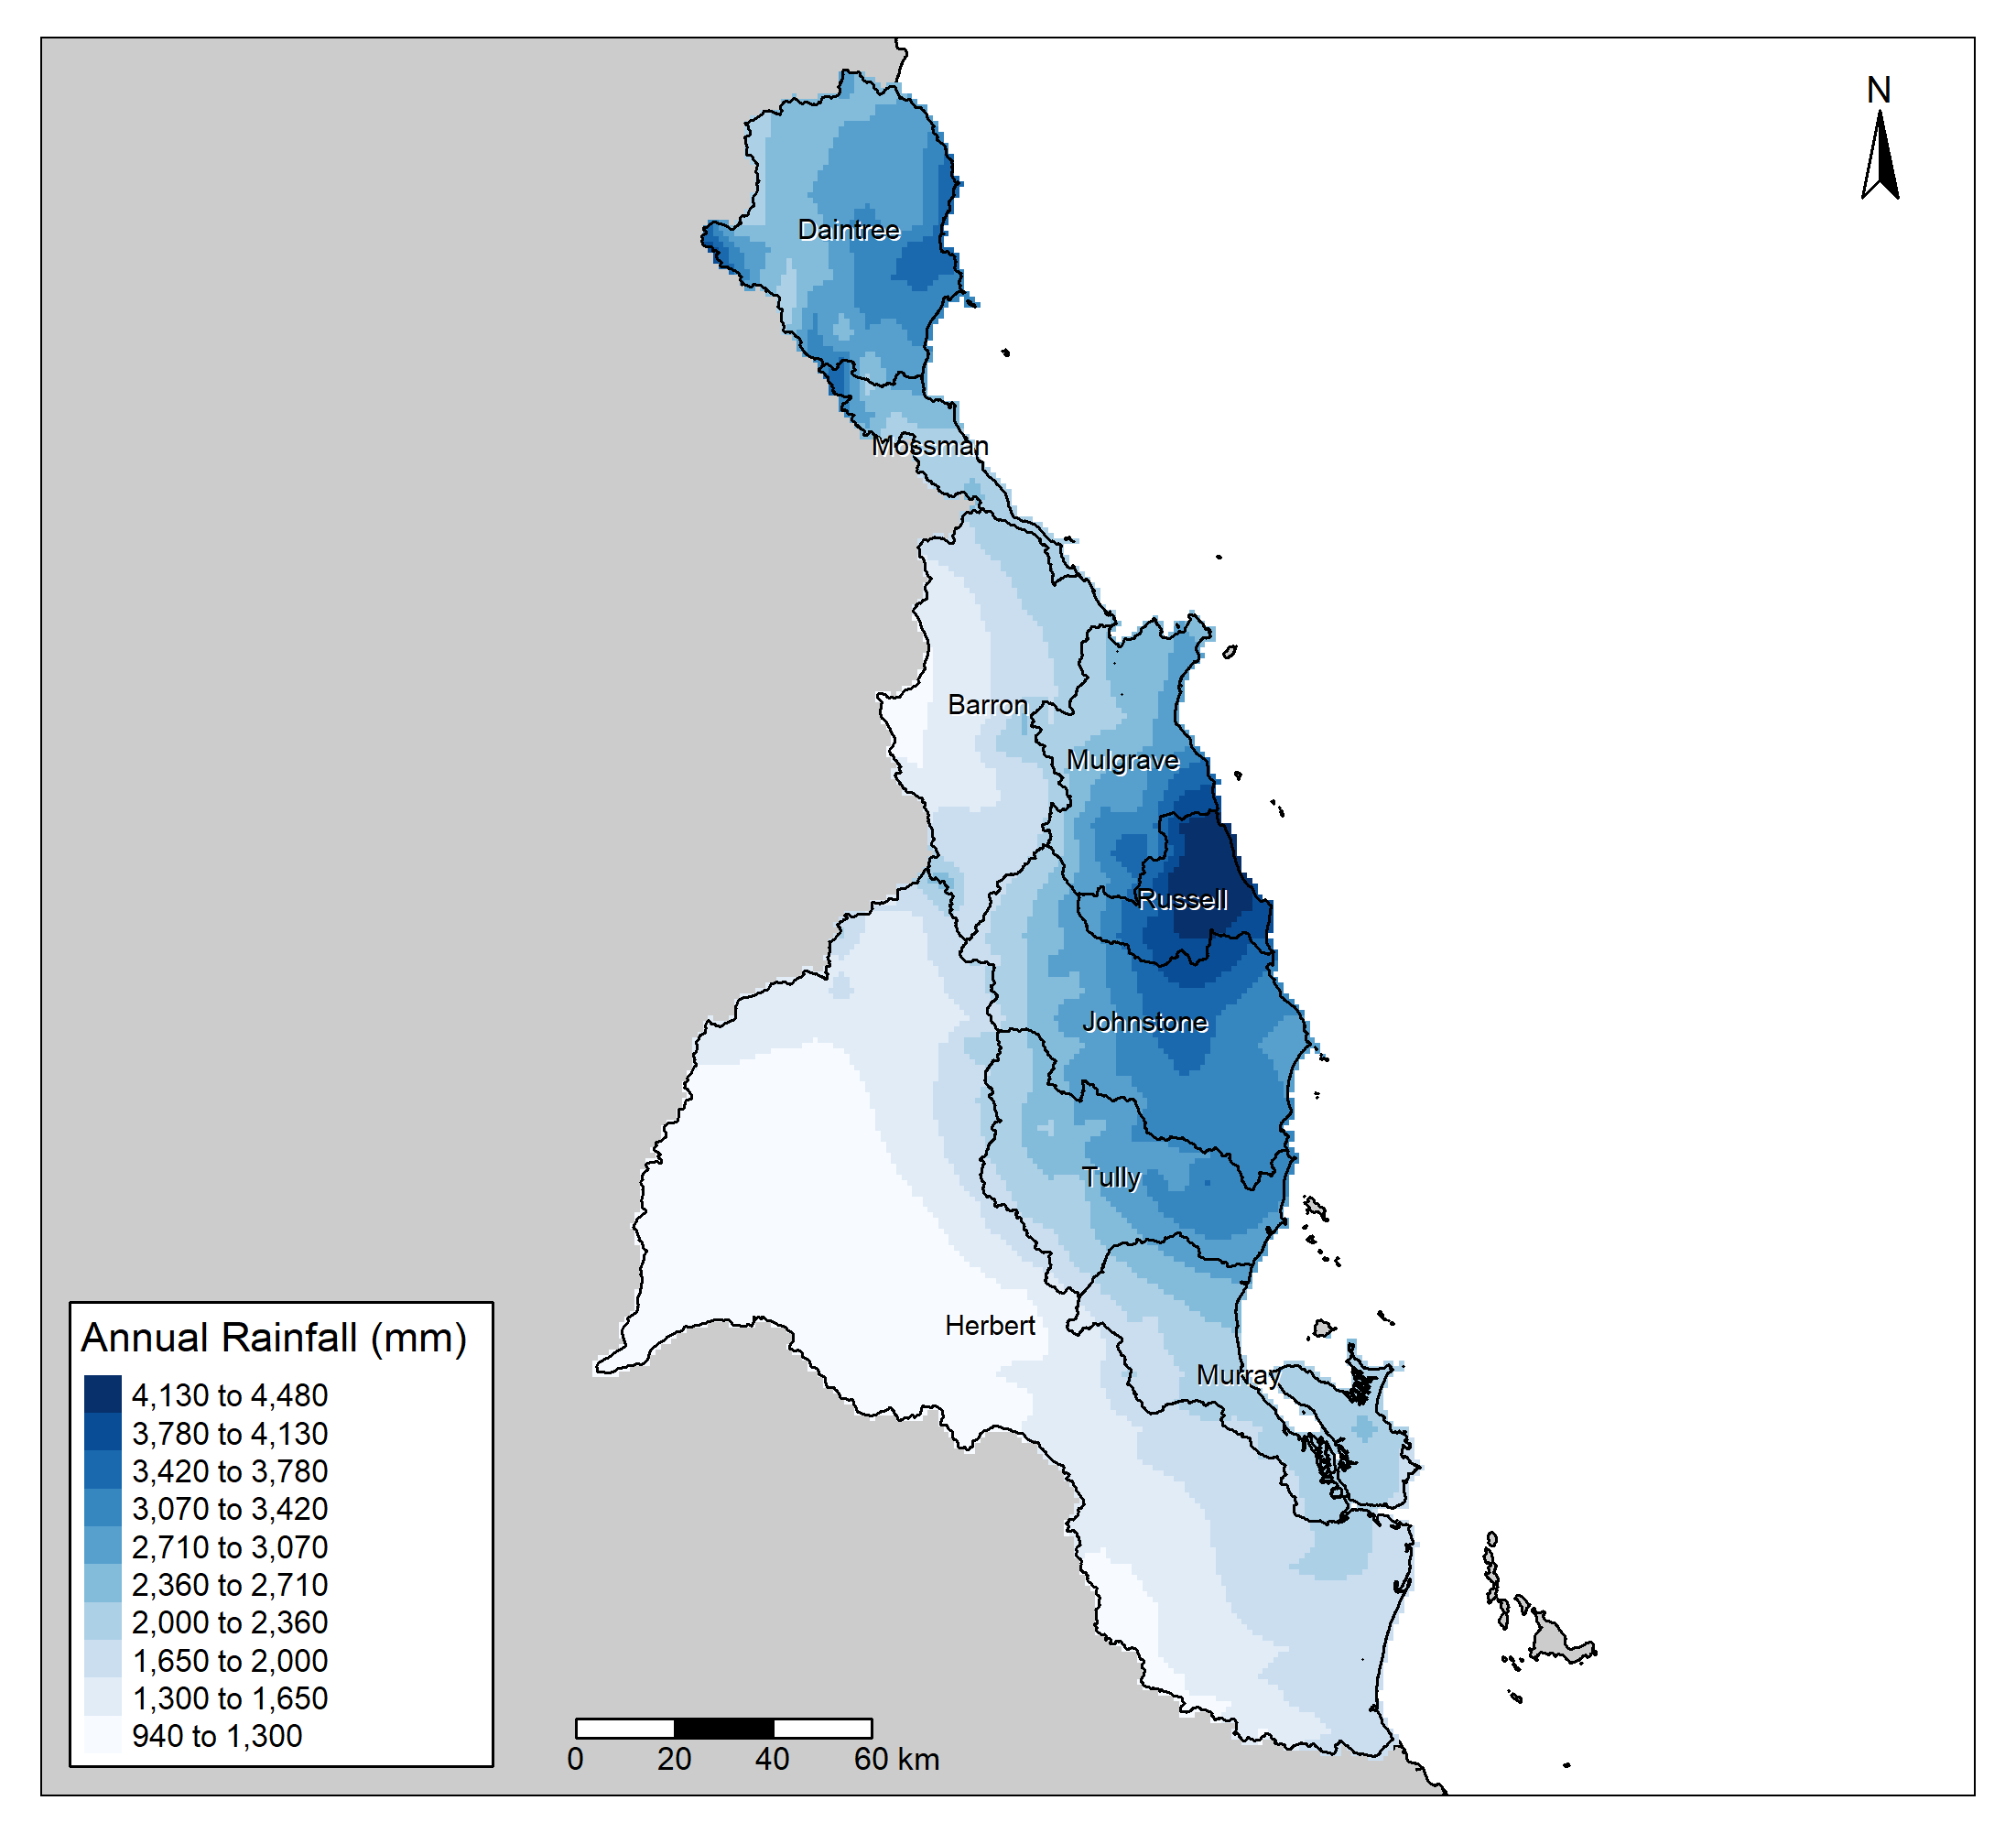 N
Daintree
Mossman
Barron
Mulgrave
Russell
Johnstone
Tully
Herbert
Murray
Annual Rainfall (mm)
4,130 to 4,480
3,780 to 4,130
3,420 to 3,780
3,070 to 3,420
2,710 to 3,070
2,360 to 2,710
2,000 to 2,360
1,650 to 2,000
1,300 to 1,650
940 to 1,300
0 20 40 60 km